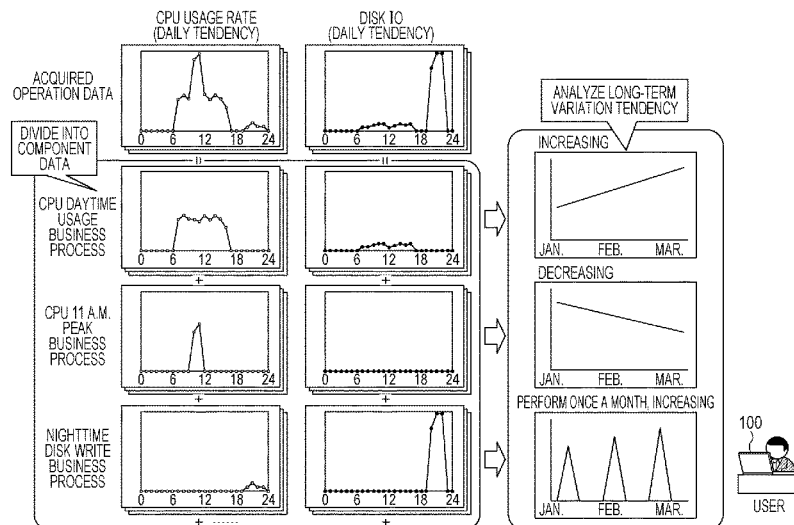 CPU USAGE RATE
(DAILY TENDENCY)
DISK IO
(DAILY TENDENCY)
ACQUIRED
OPERATION DATA
0 6 12 18 24
0 6 12 18 24
DIVIDE INTO
COMPONENT
DATA
ANALYZE LONG-TERM
VARIATION TENDENCY
CPU DAYTIME
USAGE
BUSINESS
PROCESS
0 6 12 18 24
0 6 12 18 24
INCREASING
JAN. FEB. MAR.
+ +
CPU 11 A.M.
PEAK
BUSINESS
PROCESS
0 6 12 18 24
0 6 12 18 24
DECREASING
JAN. FEB. MAR.
+ +
NIGHTTIME
DISK WRITE
BUSINESS
PROCESS
0 6 12 18 24
0 6 12 18 24
PERFORM ONCE A MONTH, INCREASING
JAN. FEB. MAR.
+ ...... +
100
USER